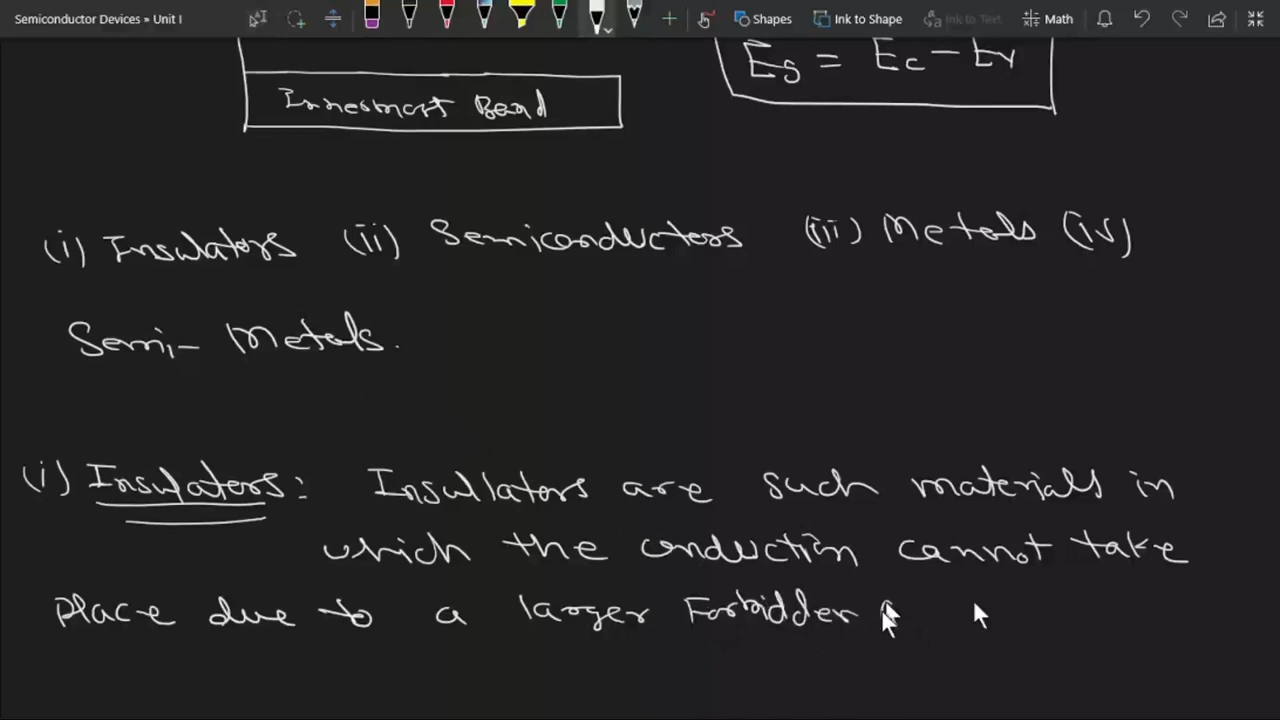 Semiconductor Devices » Unit I
Shapes Ink to Shape Ink to Text Math
Eg = Ec - Ev
Innermost Band
(i) Insulators (ii) Semiconductors (iii) Metals (iv)
Semi- Metals.
(i) Insulators: Insullators are such materials in
which the conduction cannot take
place due to a larger Forbidden